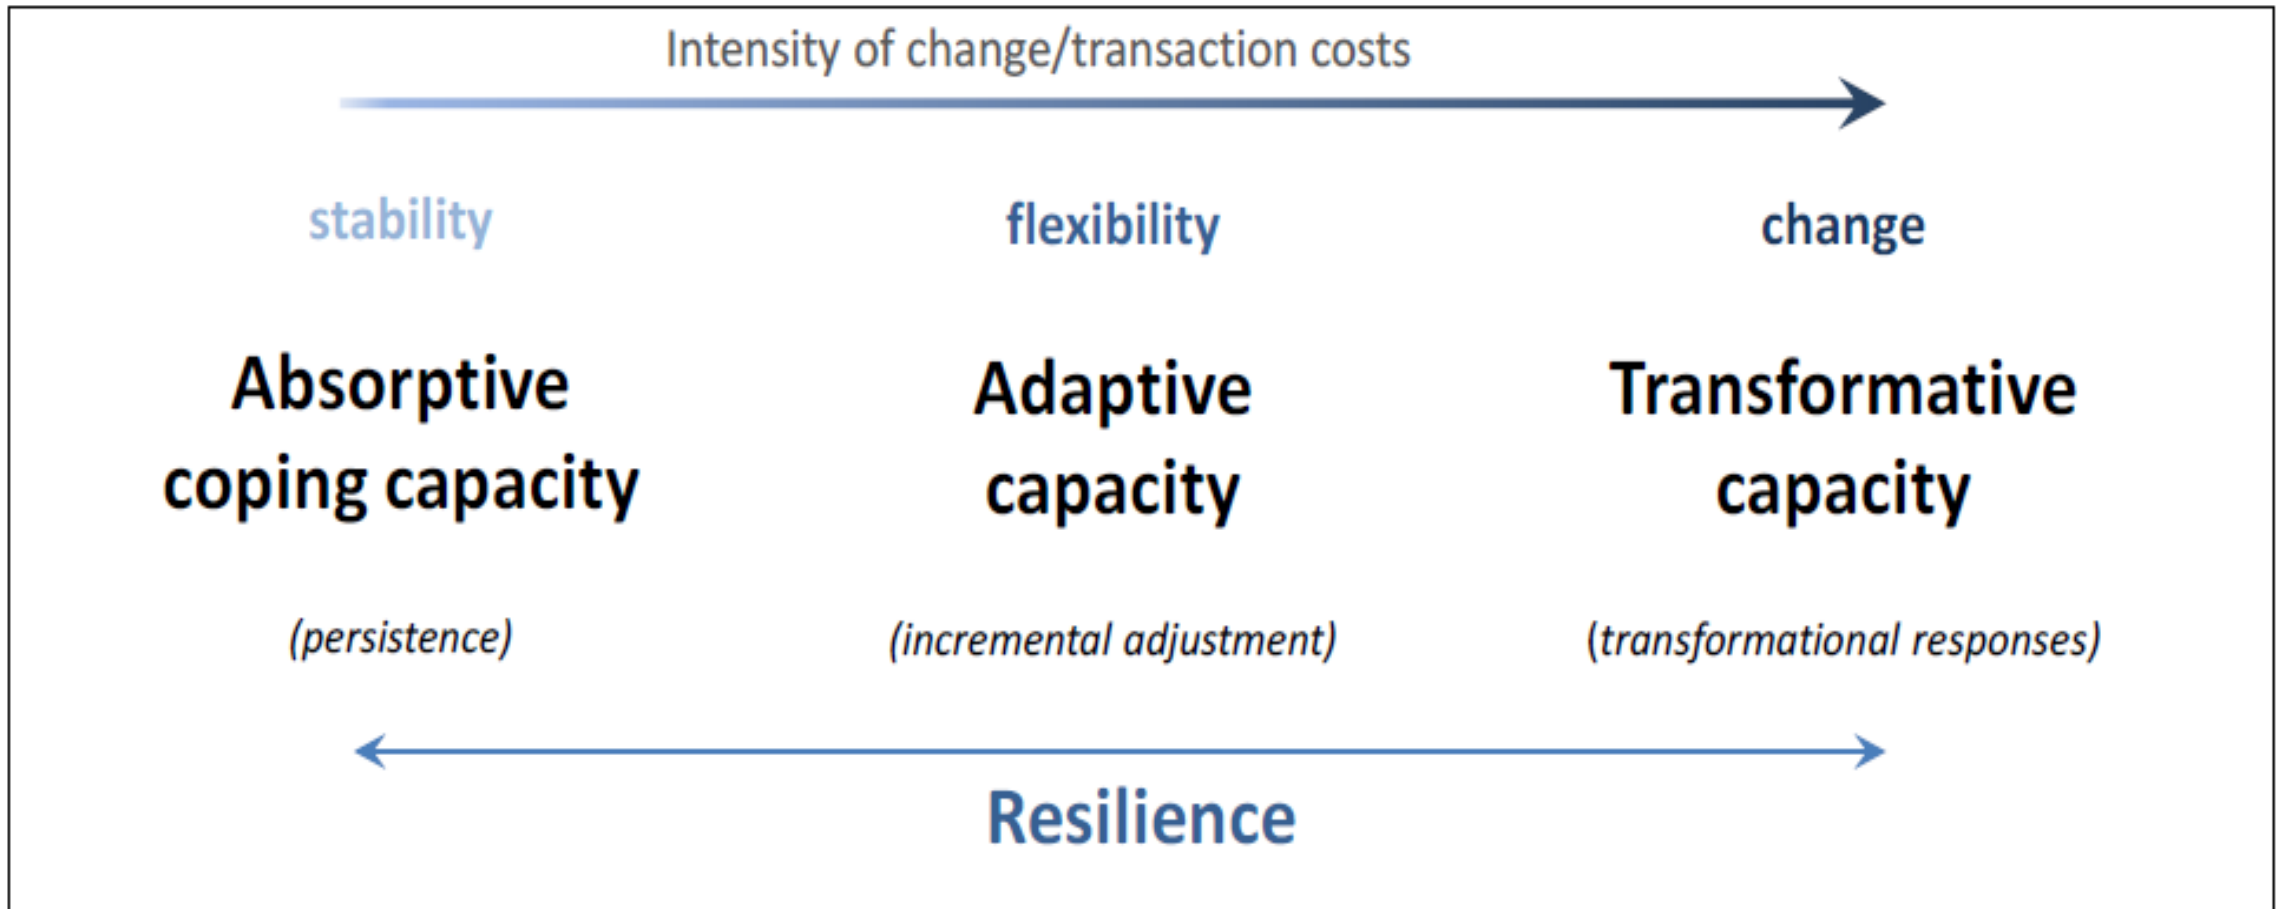 Intensity of change/transaction costs
stability
flexibility
change
Absorptive
coping capacity
Adaptive
capacity
Transformative
capacity
(persistence)
(incremental adjustment)
(transformational responses)
Resilience